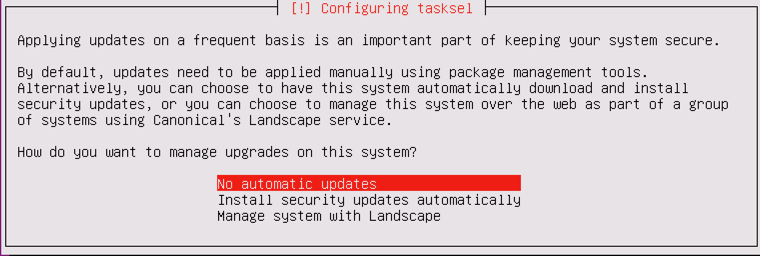 [!] Configuring tasksel
Applying updates on a frequent basis is an important part of keeping your system secure.
By default, updates need to be applied manually using package management tools.
Alternatively, you can choose to have this system automatically download and install
security updates, or you can choose to manage this system over the web as part of a group
of systems using Canonical's Landscape service.
How do you want to manage upgrades on this system?
No automatic updates
Install security updates automatically
Manage system with Landscape